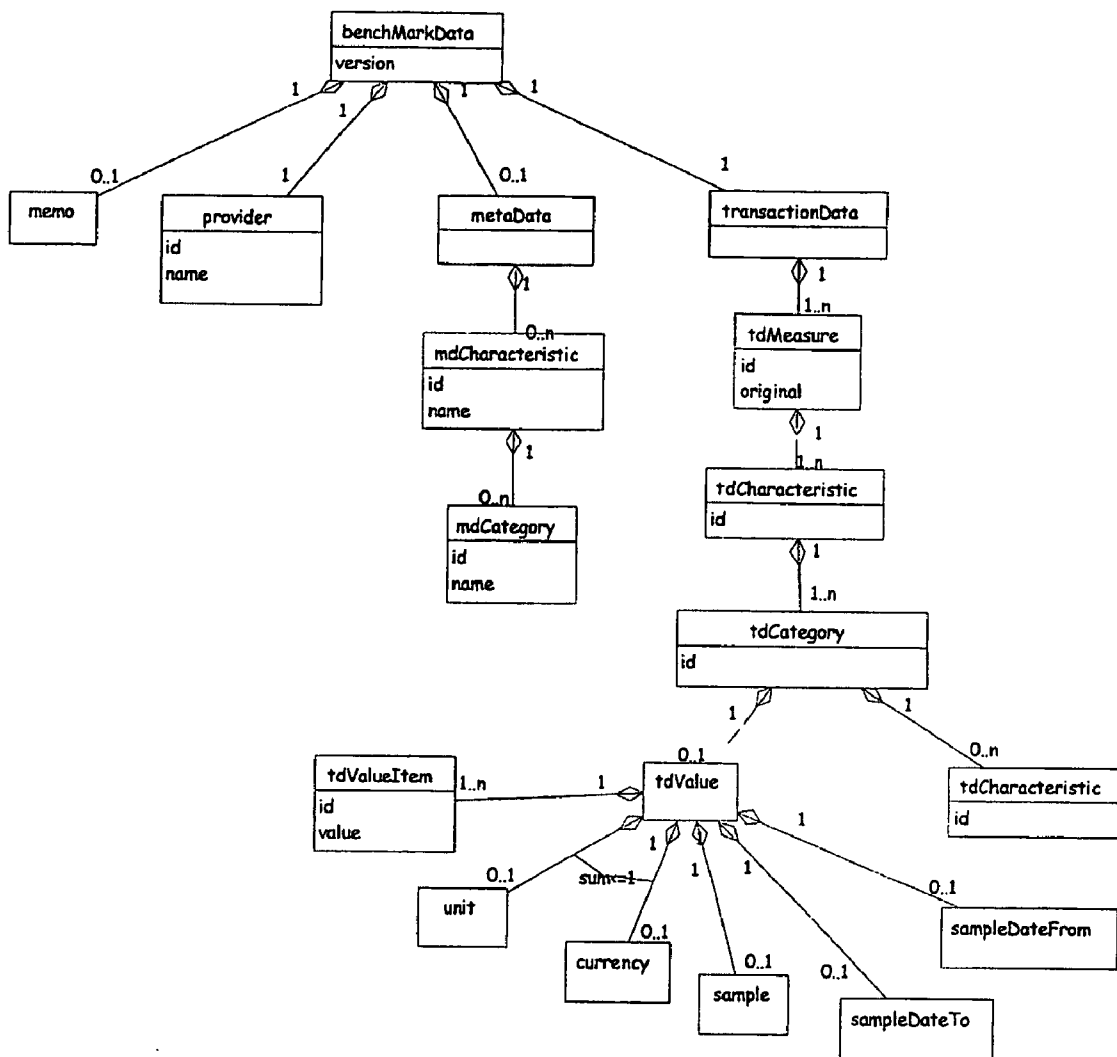 benchMarkData
version
1
1
1
1
0..1
1
0..1
1
memo
provider
id
name
metaData
transactionData
1
1
0..n
1..n
mdCharacteristic
id
name
tdMeasure
id
original
1
1
0..n
1..n
mdCategory
id
name
tdCharacteristic
id
1
1..n
tdCategory
id
1
1
0..1
0..n
tdValueItem
id
value
1..n
1
tdValue
tdCharacteristic
id
1
1
1
1
sum<=1
0..1
0..1
0..1
0..1
0..1
unit
currency
sample
sampleDateTo
sampleDateFrom